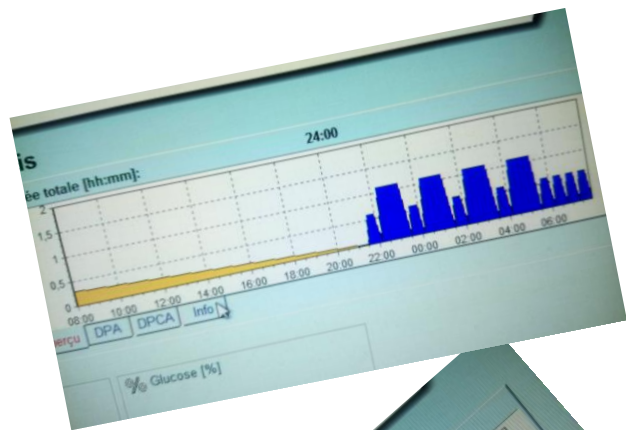 is
24:00
ée totale [hh:mm]:
2
1,5
1
0,5
0
08:00 10:00 12:00 14:00 16:00 18:00 20:00 22:00 00:00 02:00 04:00 06:00
erçu DPA DPCA Info
% Glucose [%]